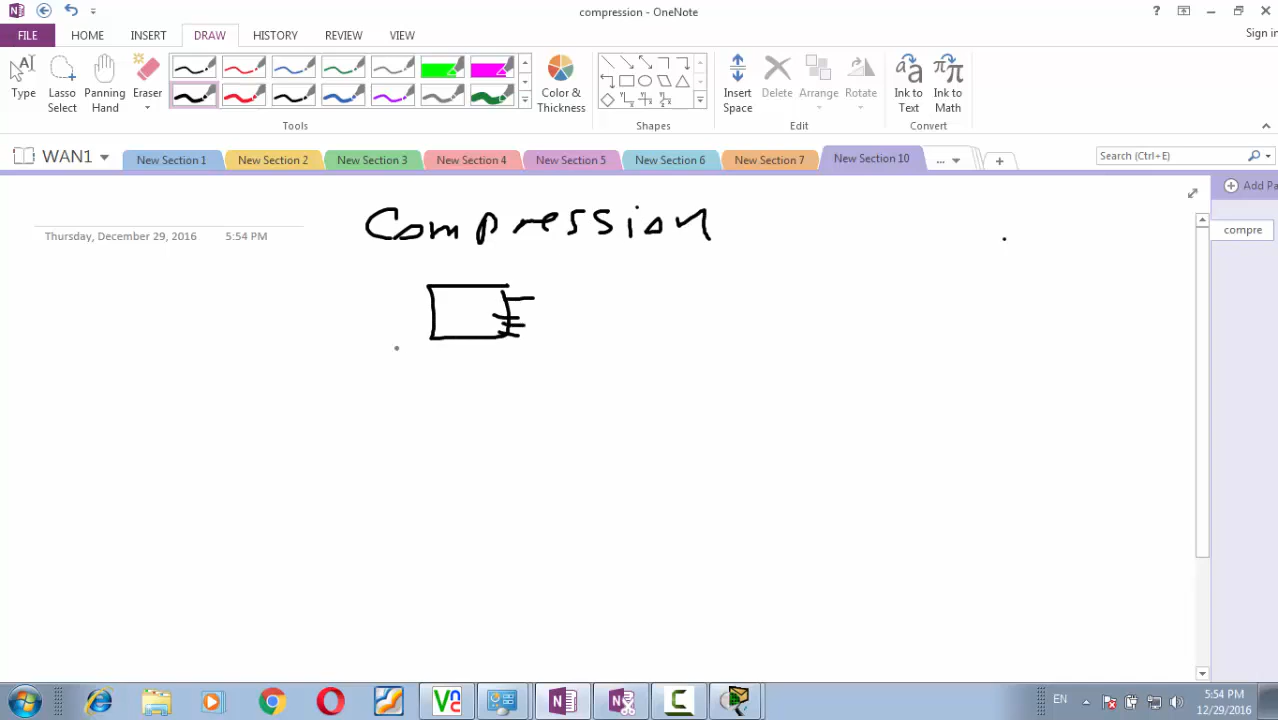 compression - OneNote
?
Sign in
FILE HOME INSERT DRAW HISTORY REVIEW VIEW
Type
Lasso Select
Panning Hand
Eraser
Color & Thickness
Insert Space
Delete
Arrange
Rotate
Ink to Text
Ink to Math
Tools
Shapes
Edit
Convert
WAN1
New Section 1
New Section 2
New Section 3
New Section 4
New Section 5
New Section 6
New Section 7
New Section 10
...
Search (Ctrl+E)
Add Pa
compre
Compression
Thursday, December 29, 2016 5:54 PM
EN
5:54 PM
12/29/2016